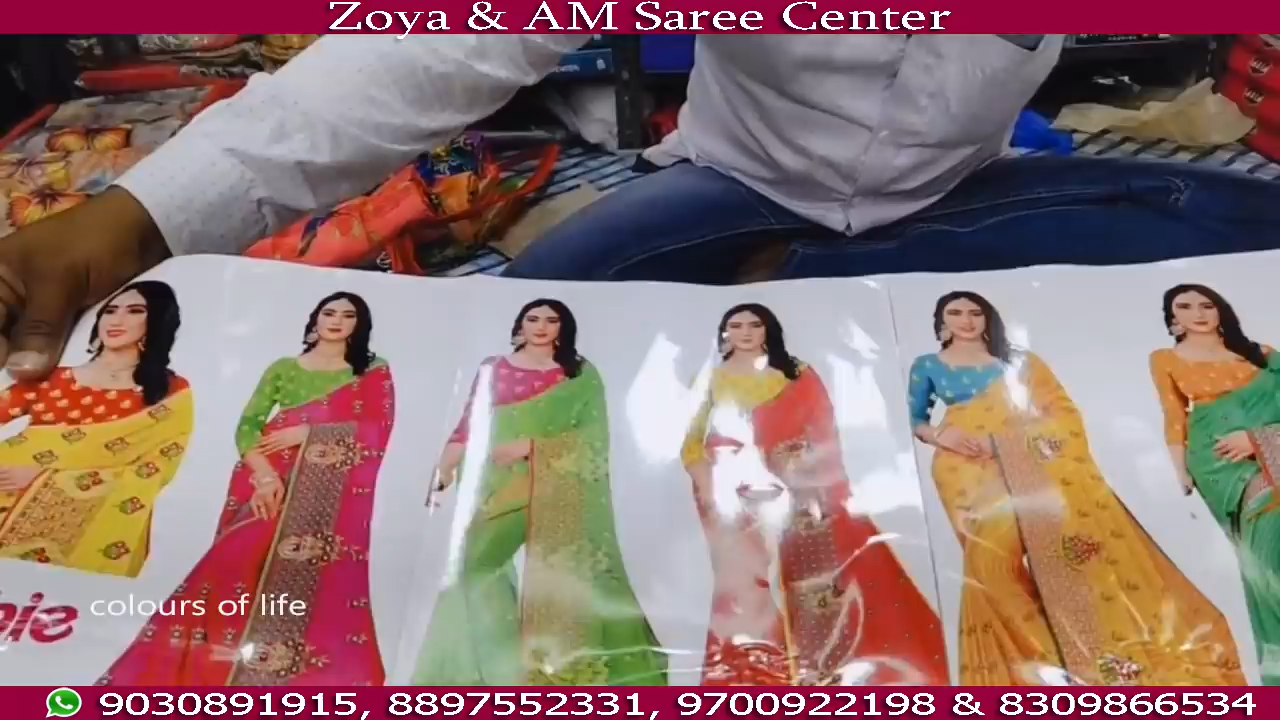 Zoya & AM Saree Center
colours of life
9030891915, 8897552331, 9700922198 & 8309866534